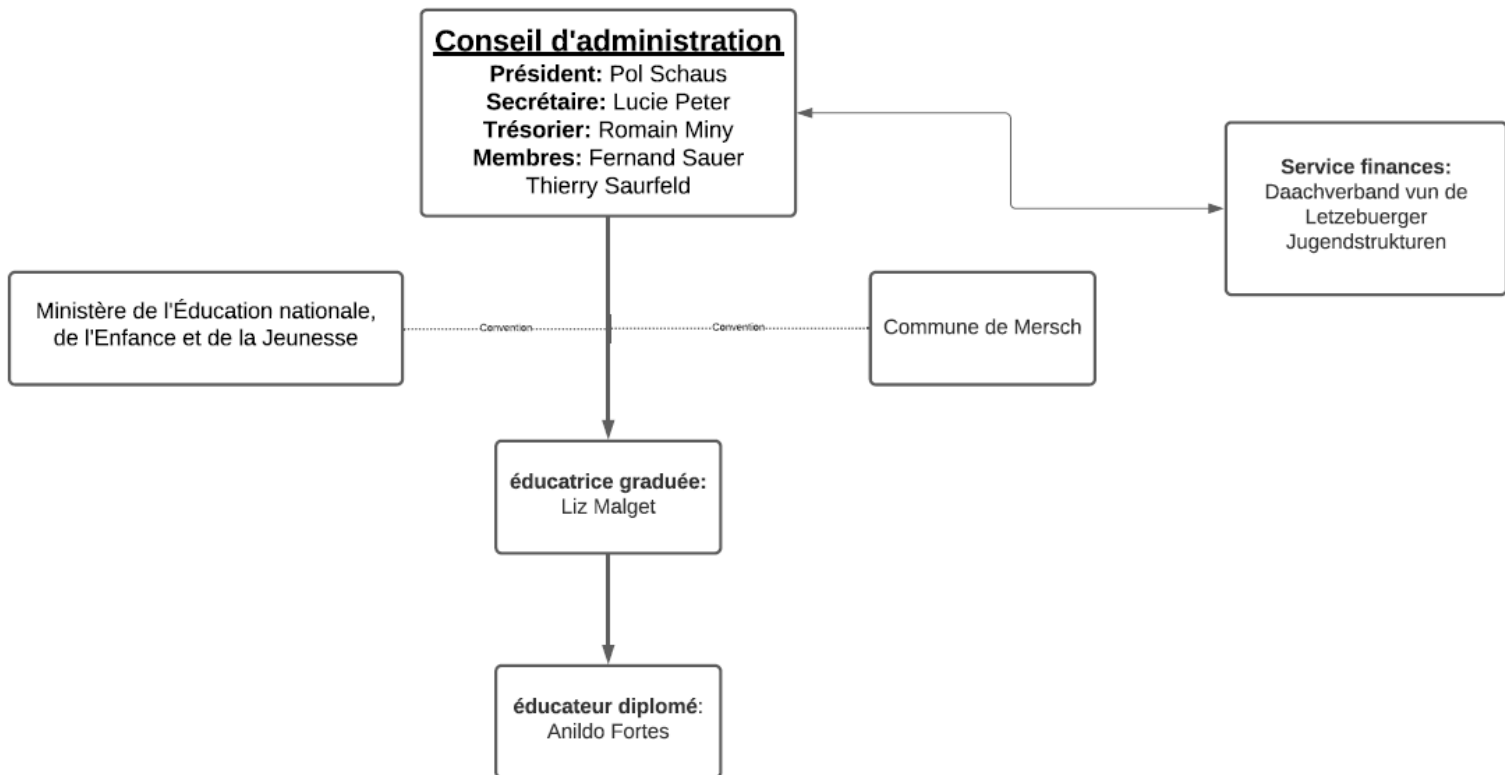 Conseil d'administration
Président: Pol Schaus
Secrétaire: Lucie Peter
Trésorier: Romain Miny
Membres: Fernand Sauer
Thierry Saurfeld
Service finances:
Daachverband vun de
Letzebuerger
Jugendstrukturen
Ministère de l'Éducation nationale,
de l'Enfance et de la Jeunesse
Convention
Convention
Commune de Mersch
éducatrice graduée:
Liz Malget
éducateur diplomé:
Anildo Fortes